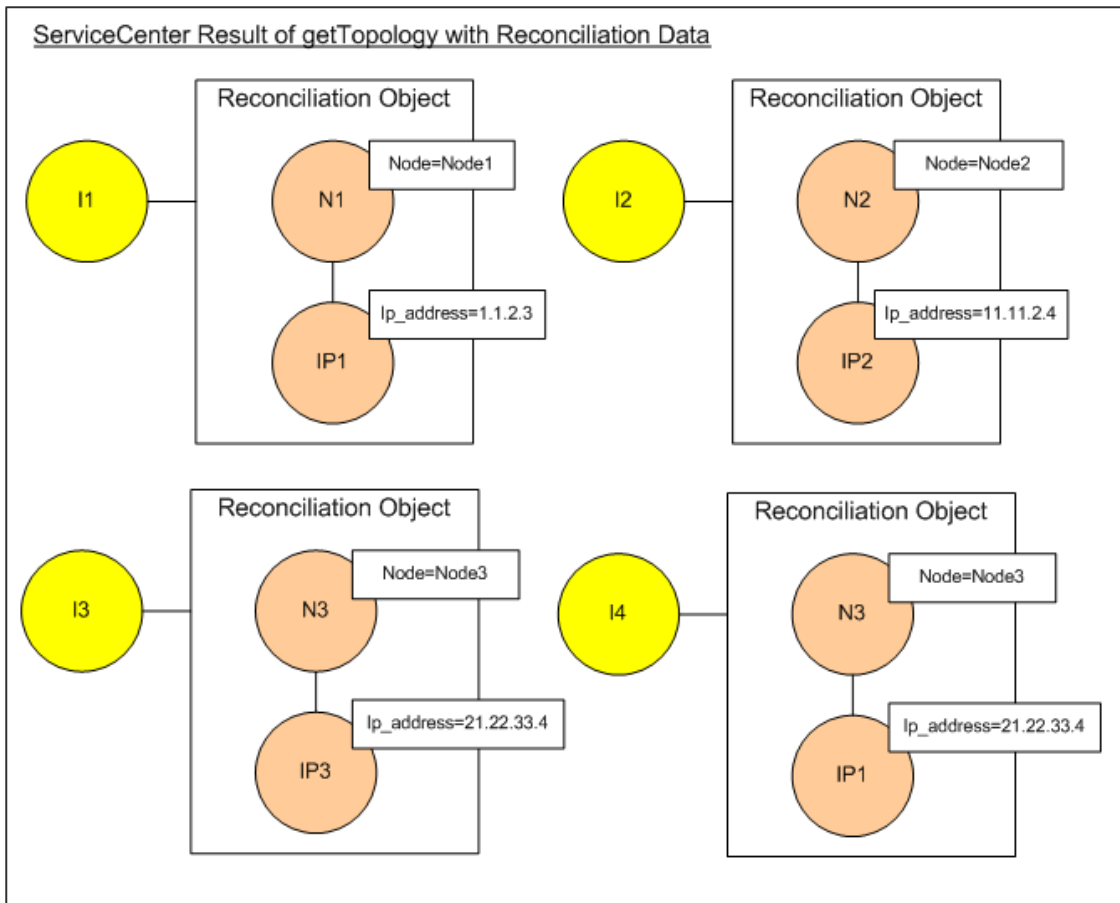 ServiceCenter Result of getTopology with Reconciliation Data
Reconciliation Object
I1
N1
Node=Node1
IP1
Ip_address=1.1.2.3
Reconciliation Object
I2
N2
Node=Node2
IP2
Ip_address=11.11.2.4
Reconciliation Object
I3
N3
Node=Node3
IP3
Ip_address=21.22.33.4
Reconciliation Object
I4
N3
Node=Node3
IP1
Ip_address=21.22.33.4